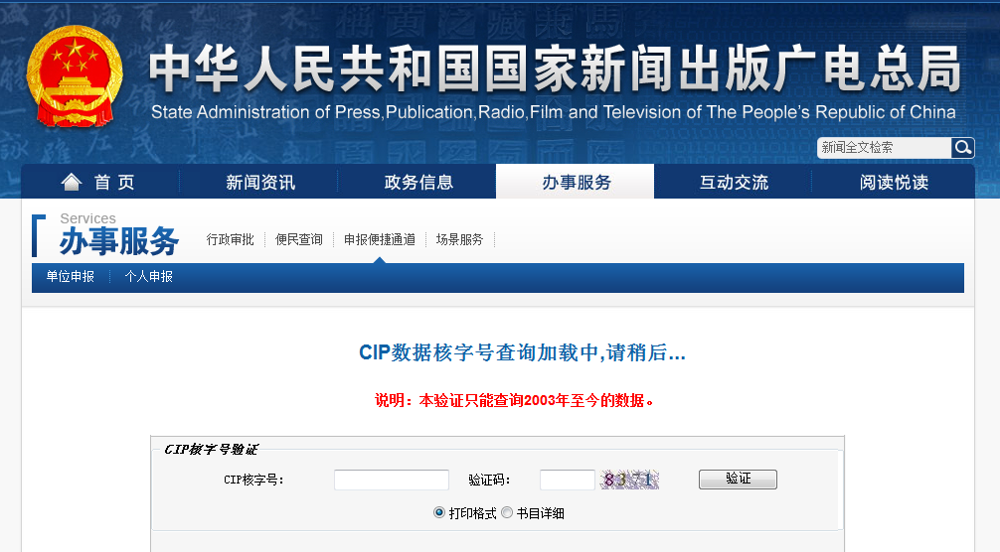 中华人民共和国国家新闻出版广电总局
State Administration of Press,Publication,Radio,Film and Television of The People's Republic of China
新闻全文检索
首 页 新闻资讯 政务信息 办事服务 互动交流 阅读悦读
Services
办事服务 行政审批 便民查询 申报便捷通道 场景服务
单位申报 个人申报
CIP数据核字号查询加载中,请稍后...
说明：本验证只能查询2003年至今的数据。
CIP核字号验证
CIP核字号： 验证码： 8371 验证
打印格式 书目详细